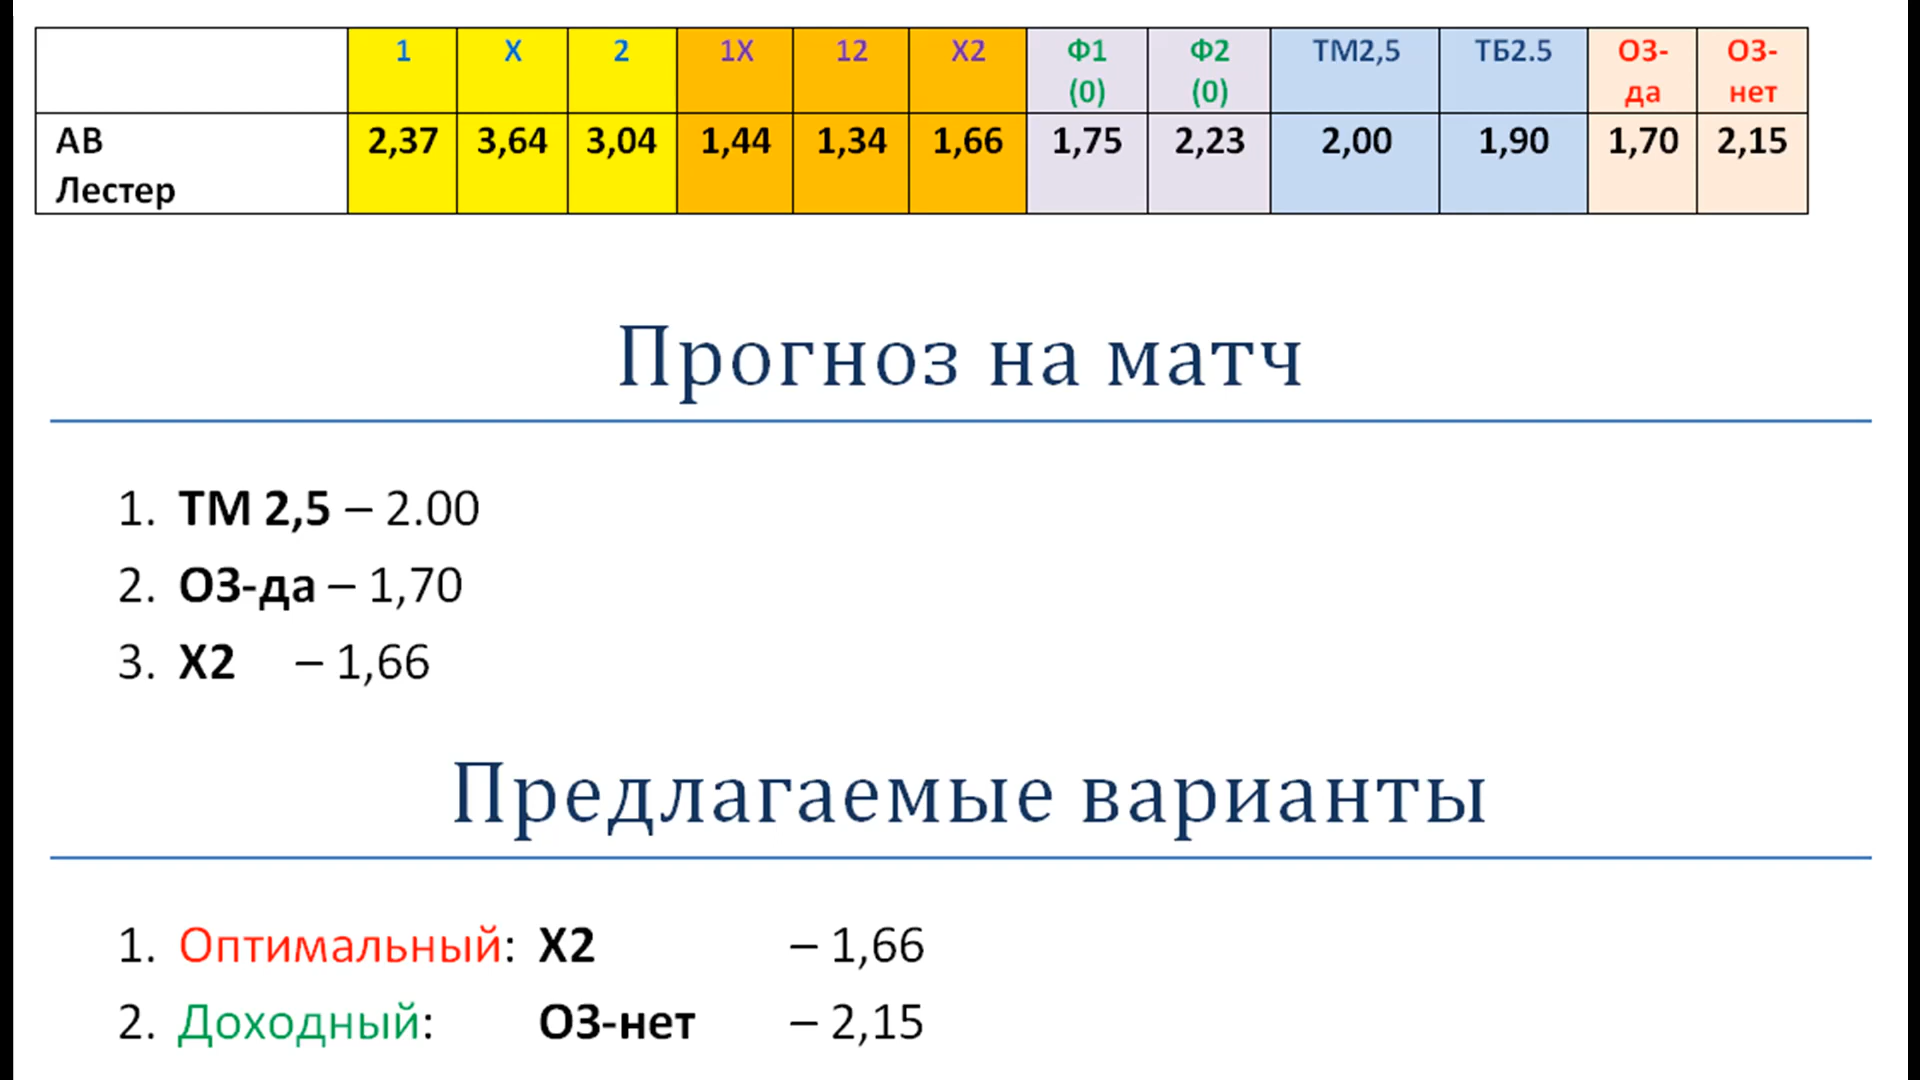 1 X 2 1X 12 X2 Ф1 (0) Ф2 (0) ТМ2,5 ТБ2.5 ОЗ-да ОЗ-нет
АВ 2,37 3,64 3,04 1,44 1,34 1,66 1,75 2,23 2,00 1,90 1,70 2,15
Лестер
Прогноз на матч
1. ТМ 2,5 – 2.00
2. ОЗ-да – 1,70
3. Х2 – 1,66
Предлагаемые варианты
1. Оптимальный: Х2 – 1,66
2. Доходный: ОЗ-нет – 2,15